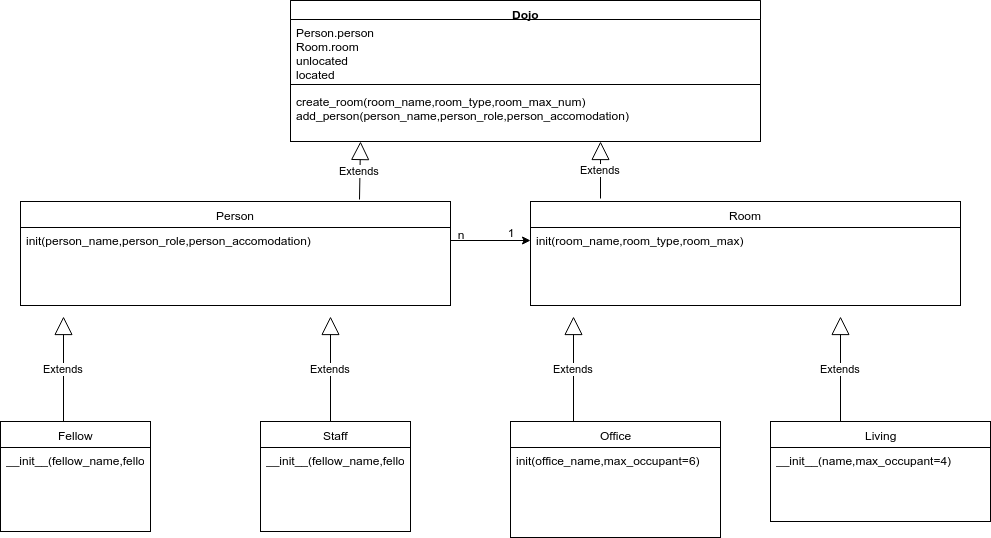 Dojo
Person.person
Room.room
unlocated
located
create_room(room_name,room_type,room_max_num)
add_person(person_name,person_role,person_accomodation)
Extends
Extends
Person
init(person_name,person_role,person_accomodation)
n
1
Room
init(room_name,room_type,room_max)
Extends
Extends
Extends
Extends
Fellow
__init__(fellow_name,fello
Staff
__init__(fellow_name,fello
Office
init(office_name,max_occupant=6)
Living
__init__(name,max_occupant=4)